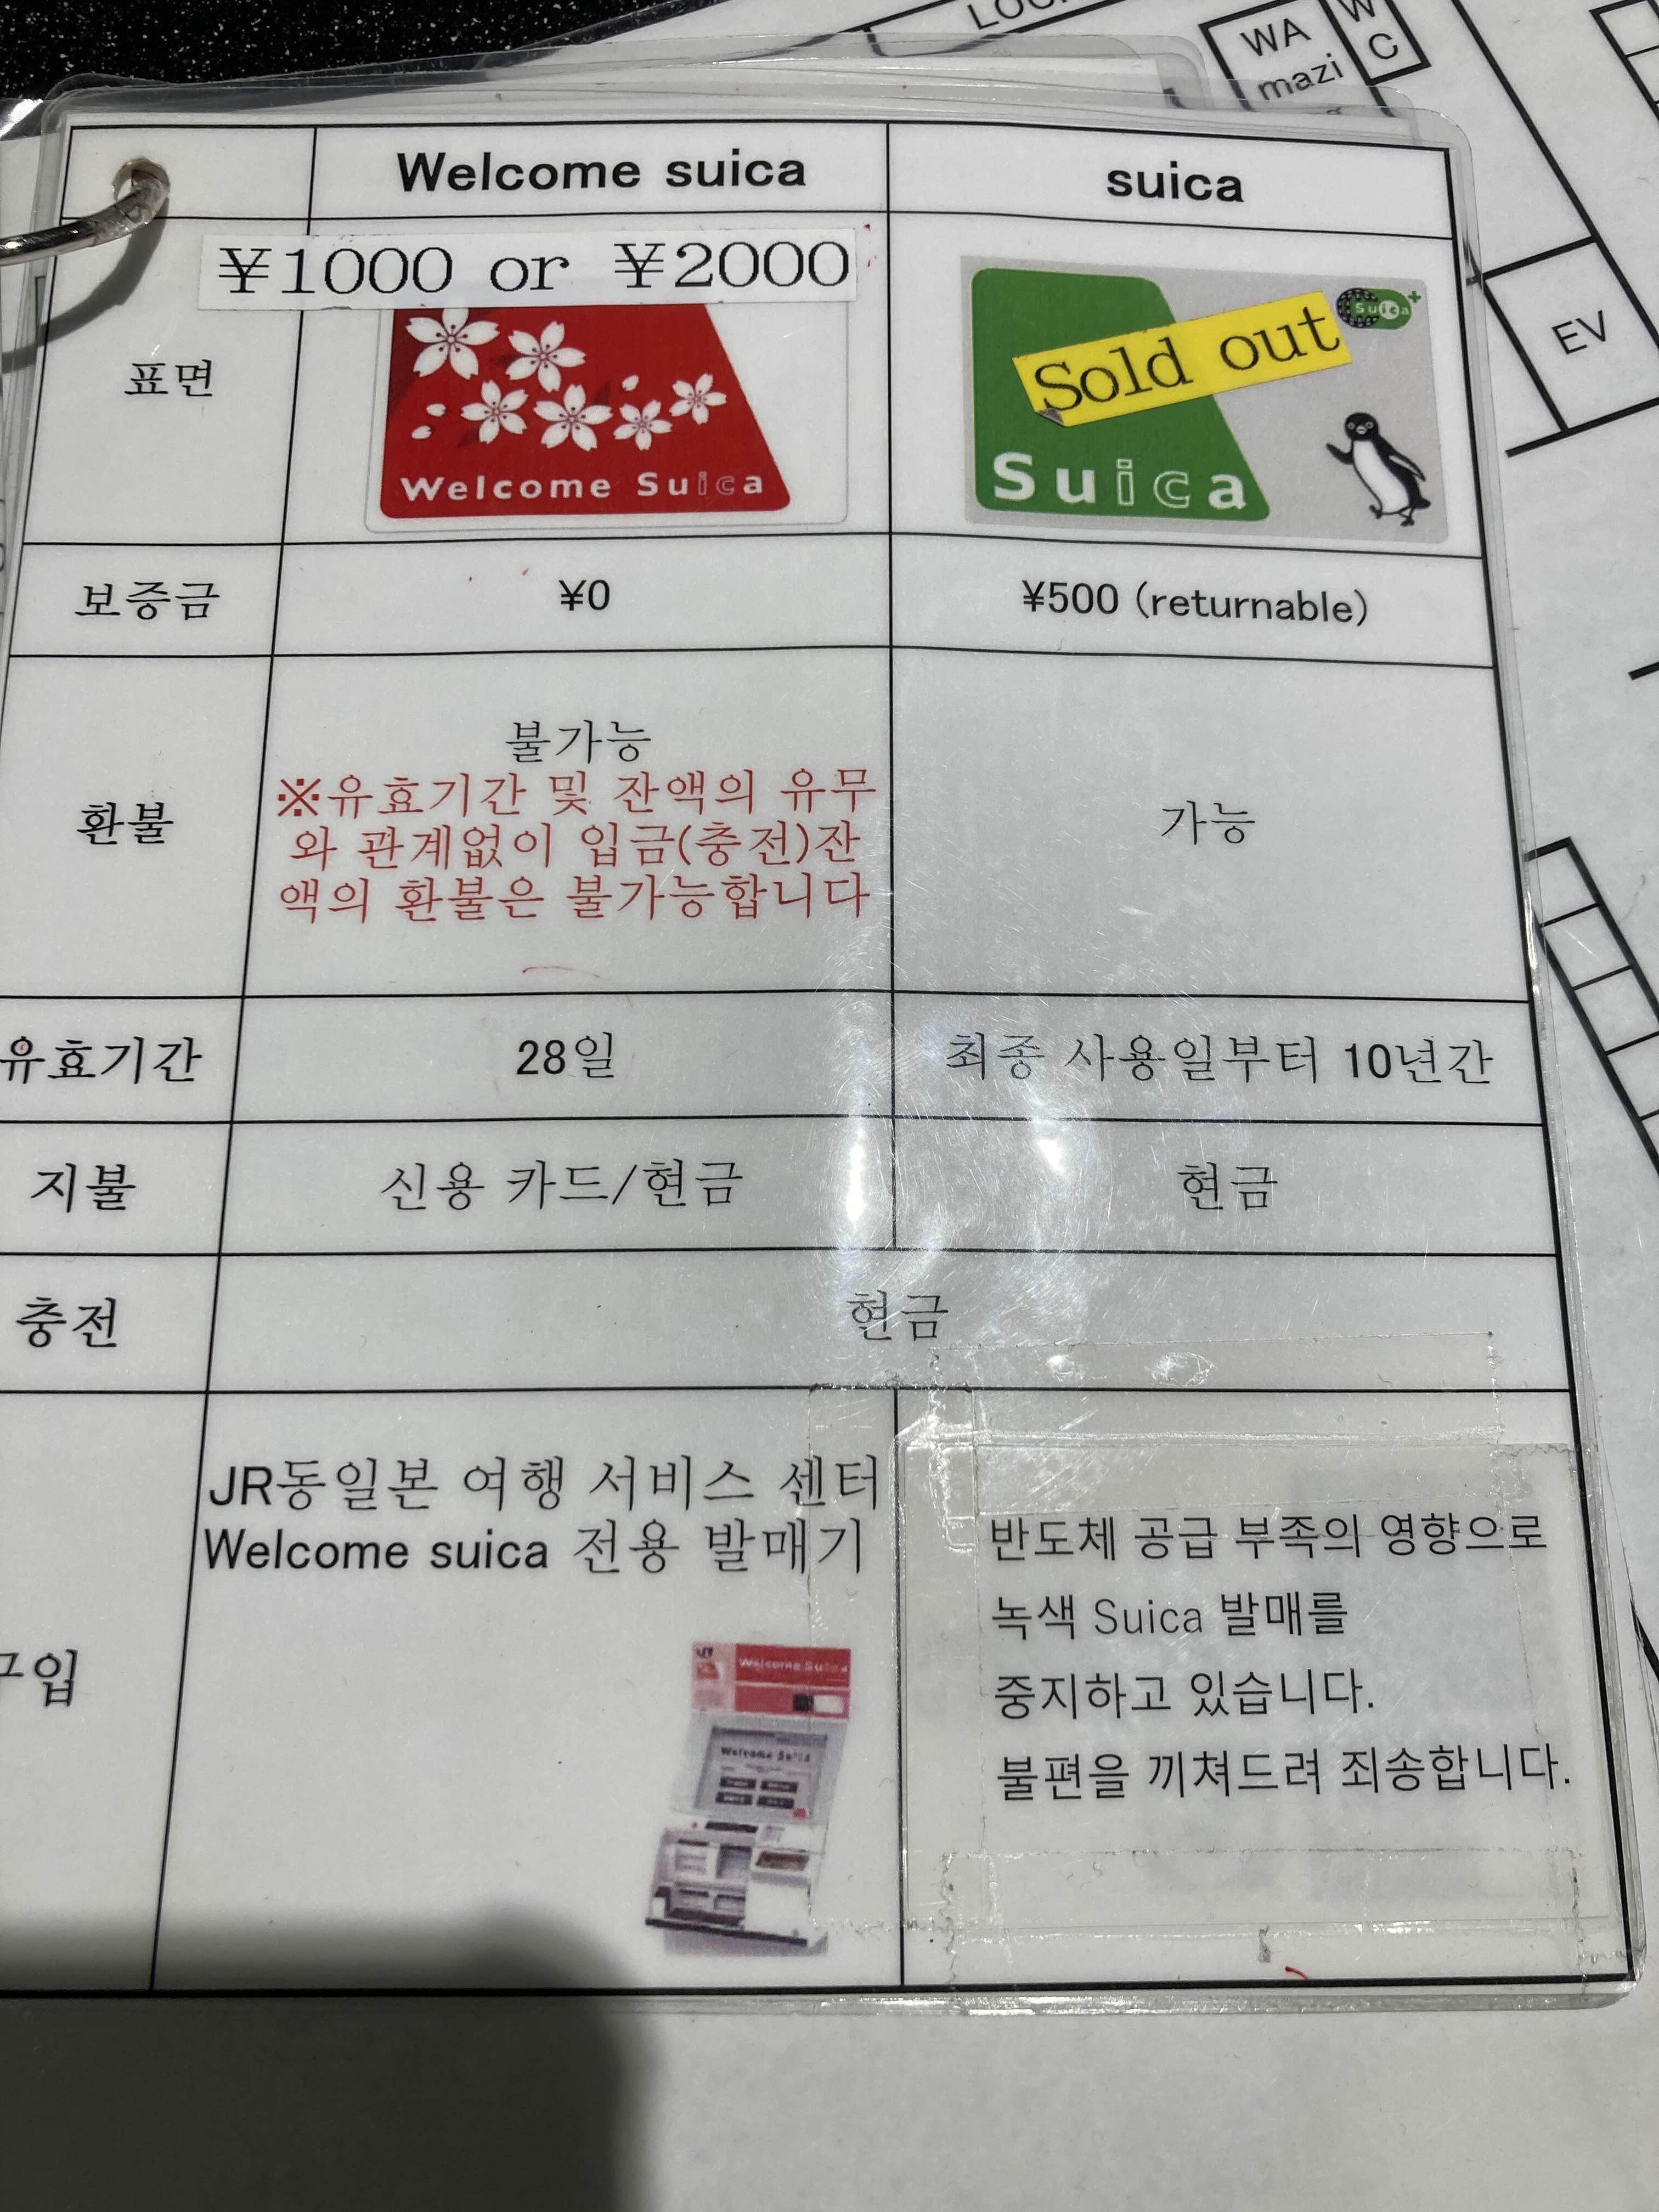 LOC
WA
mazi
W
C
EV
Welcome suica
suica
¥1000 or ¥2000
표면
Welcome Suica
Sold out
Suica
Suica
보증금
¥0
¥500 (returnable)
환불
불가능
※유효기간 및 잔액의 유무
와 관계없이 입금(충전)잔
액의 환불은 불가능합니다
가능
유효기간
28일
최종 사용일부터 10년간
지불
신용 카드/현금
현금
충전
현금
구입
JR동일본 여행 서비스 센터
Welcome suica 전용 발매기
JR
Welcome Suica
Welcome Suica
반도체 공급 부족의 영향으로
녹색 Suica 발매를
중지하고 있습니다.
불편을 끼쳐드려 죄송합니다.